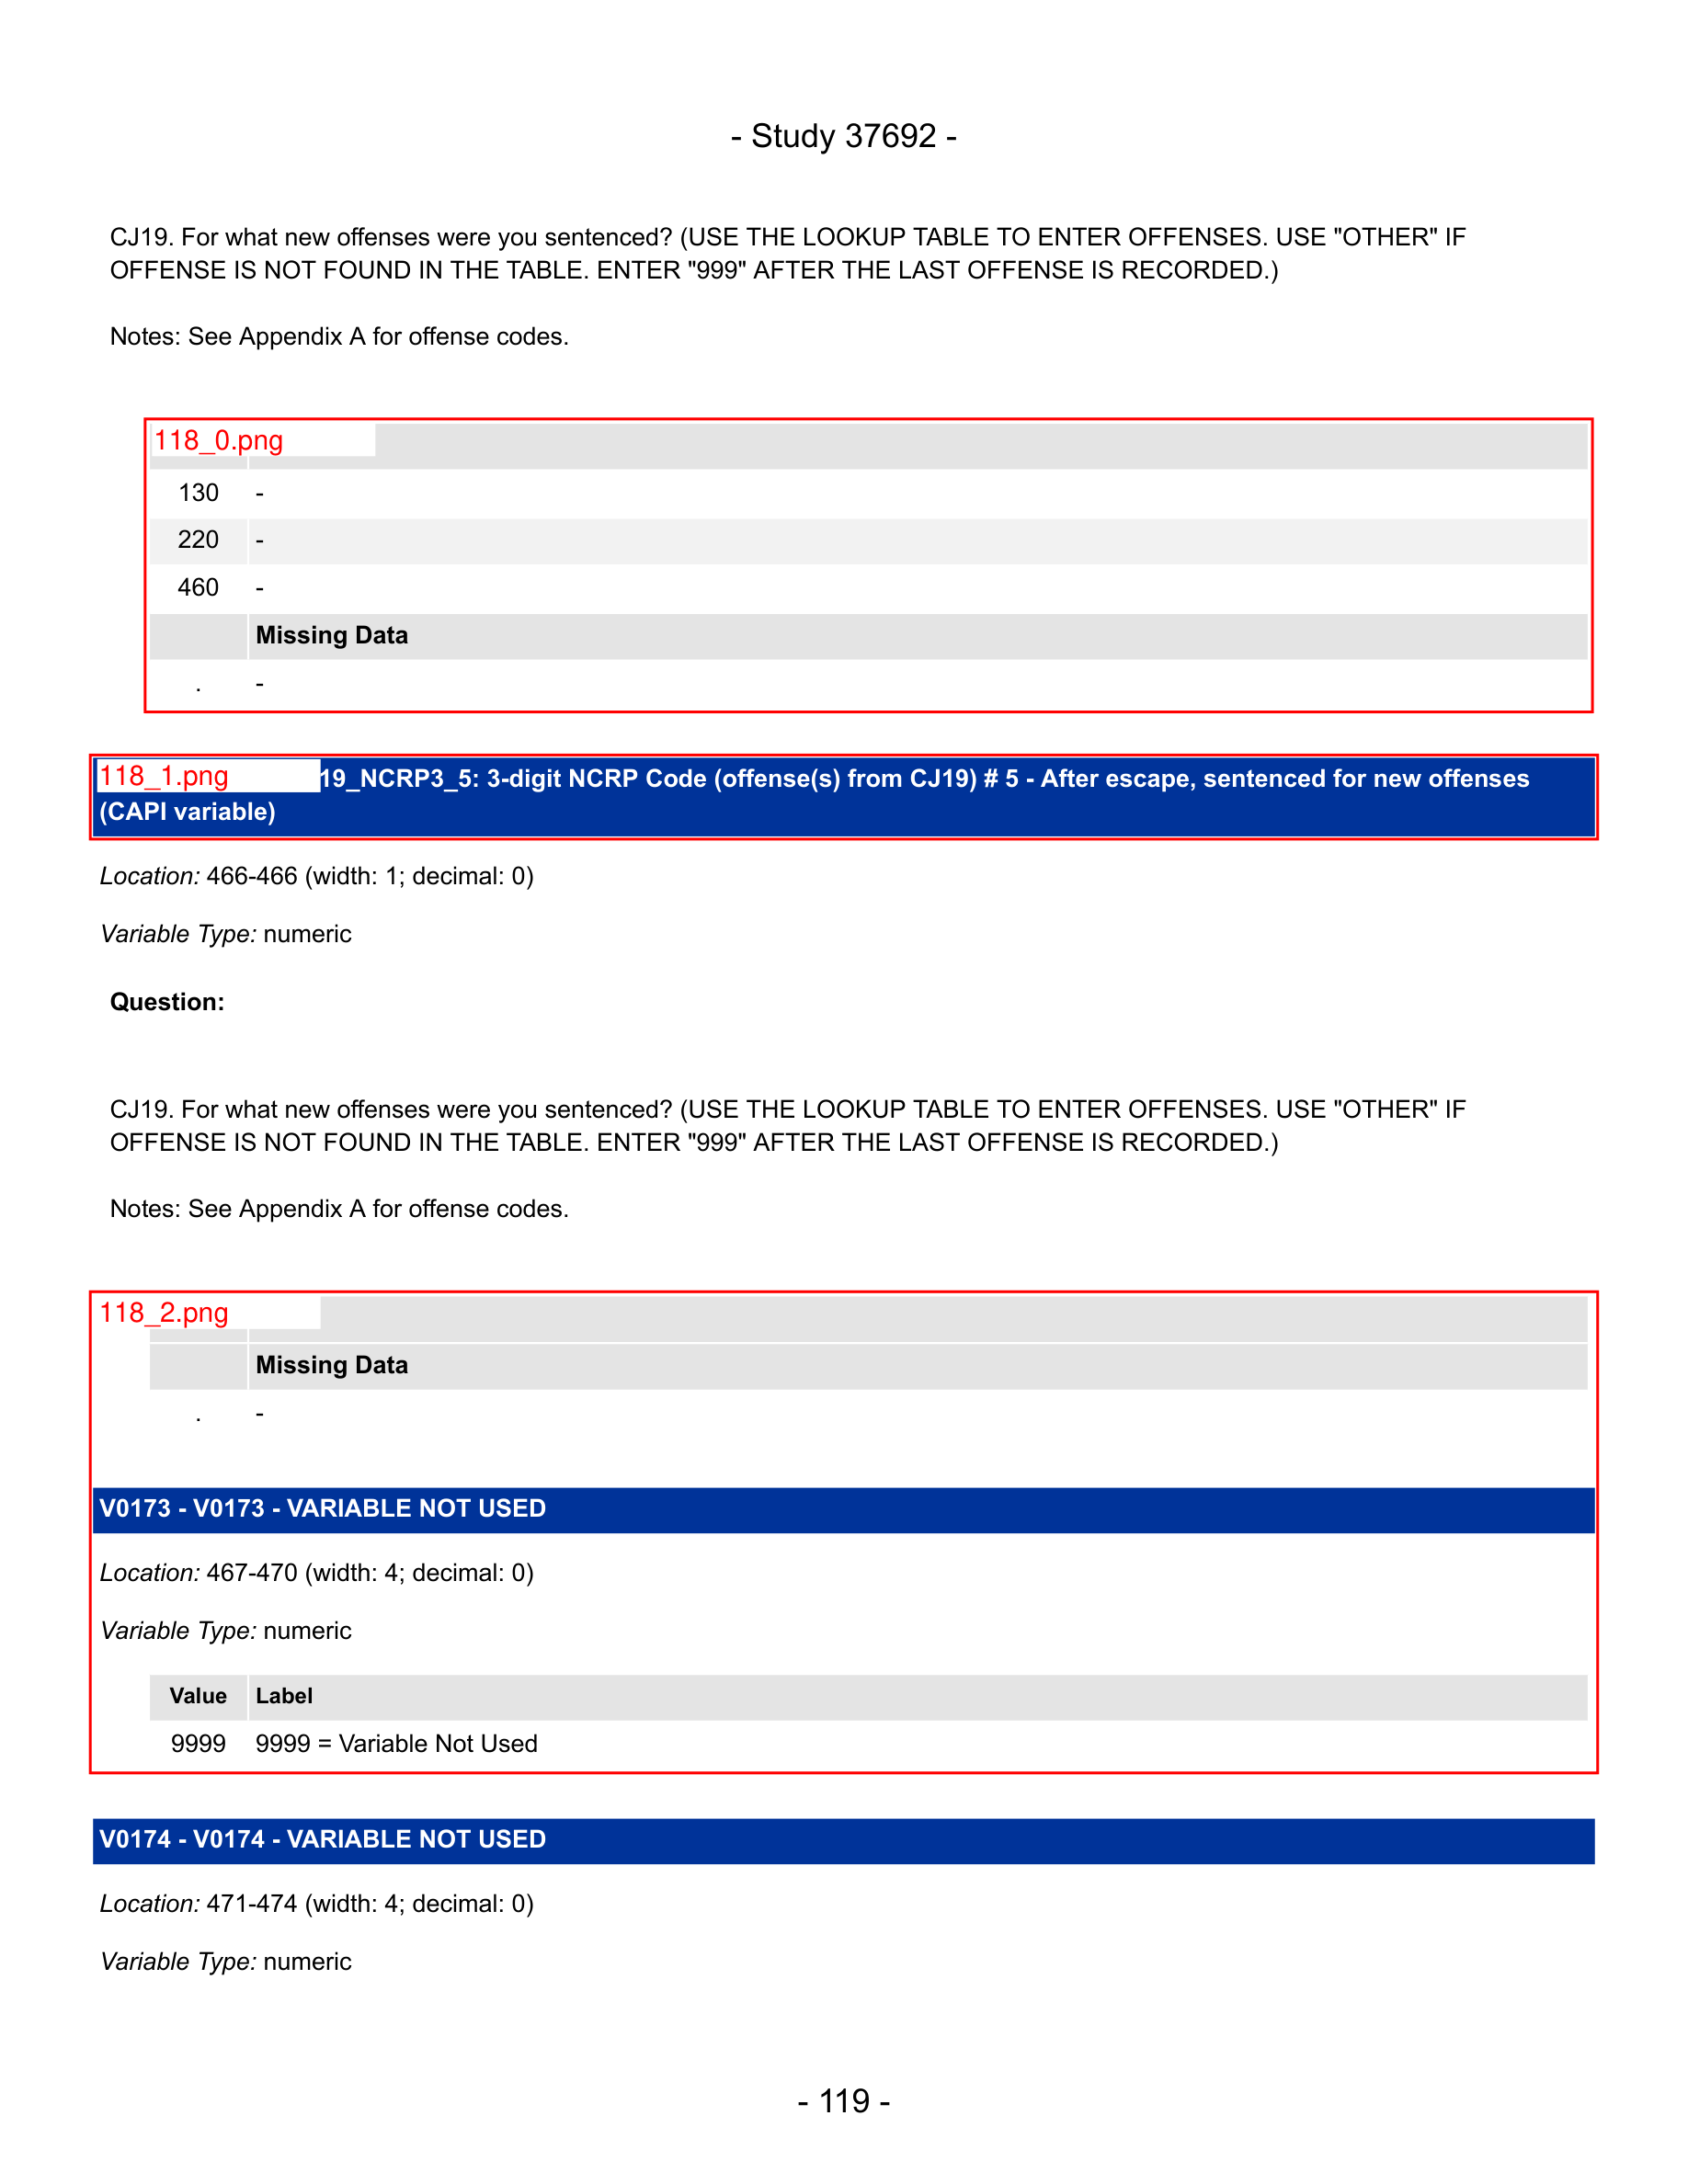 - Study 37692 -
CJ19. For what new offenses were you sentenced? (USE THE LOOKUP TABLE TO ENTER OFFENSES. USE "OTHER" IF
OFFENSE IS NOT FOUND IN THE TABLE. ENTER "999" AFTER THE LAST OFFENSE IS RECORDED.)
Notes: See Appendix A for offense codes.
118_0.png
130 -
220 -
460 -
Missing Data
. -
118_1.png 19_NCRP3_5: 3-digit NCRP Code (offense(s) from CJ19) # 5 - After escape, sentenced for new offenses
(CAPI variable)
Location: 466-466 (width: 1; decimal: 0)
Variable Type: numeric
Question:
CJ19. For what new offenses were you sentenced? (USE THE LOOKUP TABLE TO ENTER OFFENSES. USE "OTHER" IF
OFFENSE IS NOT FOUND IN THE TABLE. ENTER "999" AFTER THE LAST OFFENSE IS RECORDED.)
Notes: See Appendix A for offense codes.
118_2.png
Missing Data
. -
V0173 - V0173 - VARIABLE NOT USED
Location: 467-470 (width: 4; decimal: 0)
Variable Type: numeric
Value Label
9999 9999 = Variable Not Used
V0174 - V0174 - VARIABLE NOT USED
Location: 471-474 (width: 4; decimal: 0)
Variable Type: numeric
- 119 -